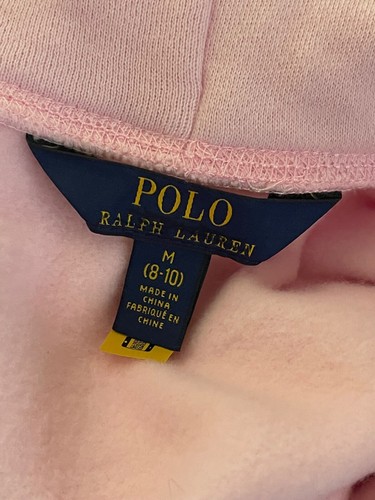 POLO
RALPH LAUREN
M
(8-10)
MADE IN
CHINA
FABRIQUÉ EN
CHINE